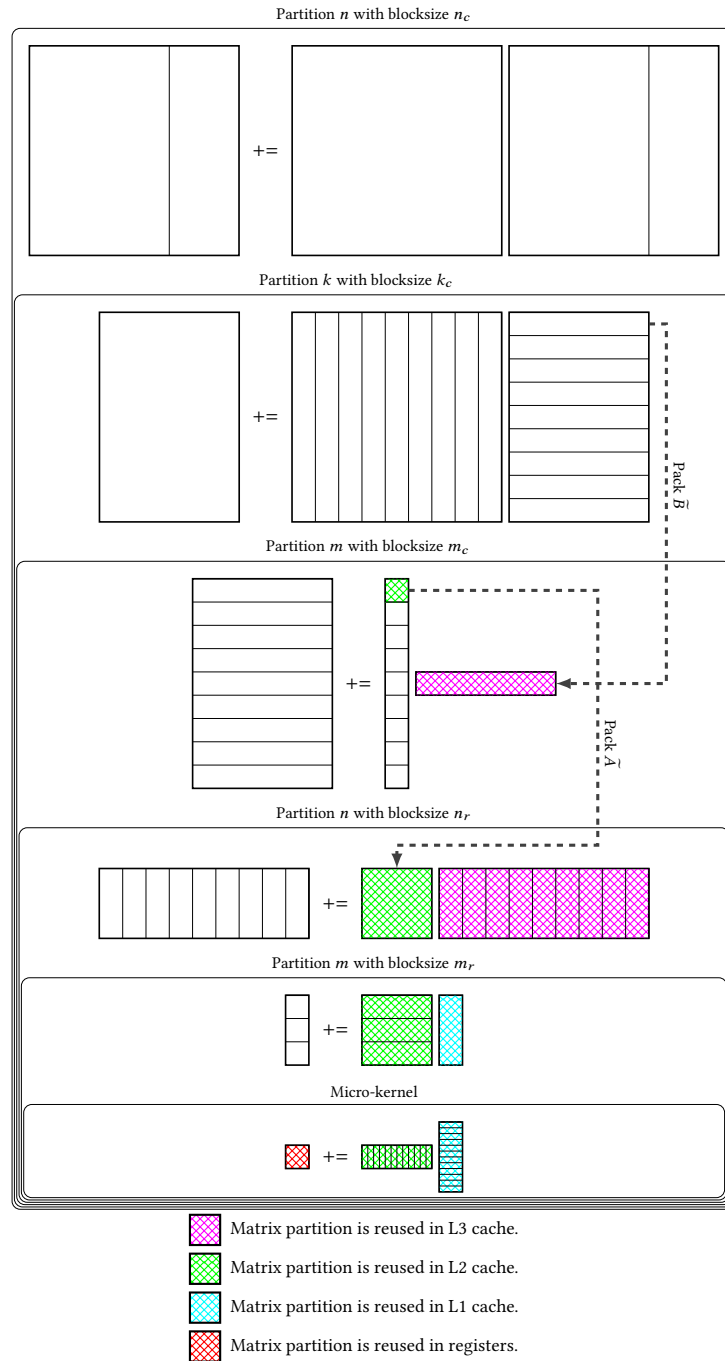 Partition n with blocksize n_c
+=
Partition k with blocksize k_c
+=
Pack B̃
Partition m with blocksize m_c
+=
Pack Ã
Partition n with blocksize n_r
+=
Partition m with blocksize m_r
+=
Micro-kernel
+=
Matrix partition is reused in L3 cache.
Matrix partition is reused in L2 cache.
Matrix partition is reused in L1 cache.
Matrix partition is reused in registers.